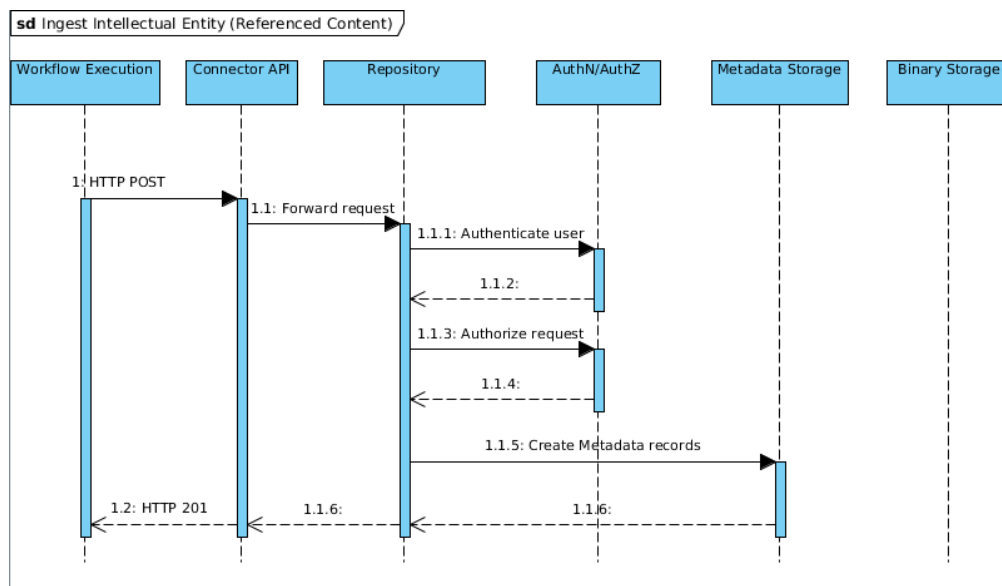 sd Ingest Intellectual Entity (Referenced Content)
Workflow Execution
Connector API
Repository
AuthN/AuthZ
Metadata Storage
Binary Storage
1: HTTP POST
1.1: Forward request
1.1.1: Authenticate user
1.1.2:
1.1.3: Authorize request
1.1.4:
1.1.5: Create Metadata records
1.2: HTTP 201
1.1.6:
1.1.6: